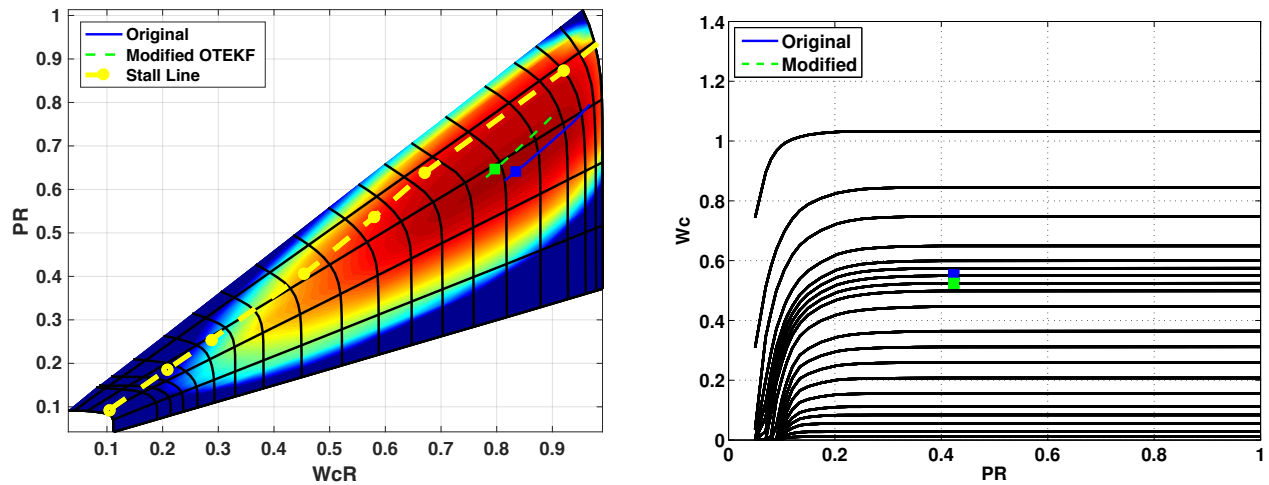 Original
Modified OTEKF
Stall Line
1
0.9
0.8
0.7
0.6
0.5
0.4
0.3
0.2
0.1
PR
0.1 0.2 0.3 0.4 0.5 0.6 0.7 0.8 0.9
WcR
Original
Modified
1.4
1.2
1
0.8
0.6
0.4
0.2
0
Wc
0 0.2 0.4 0.6 0.8 1
PR